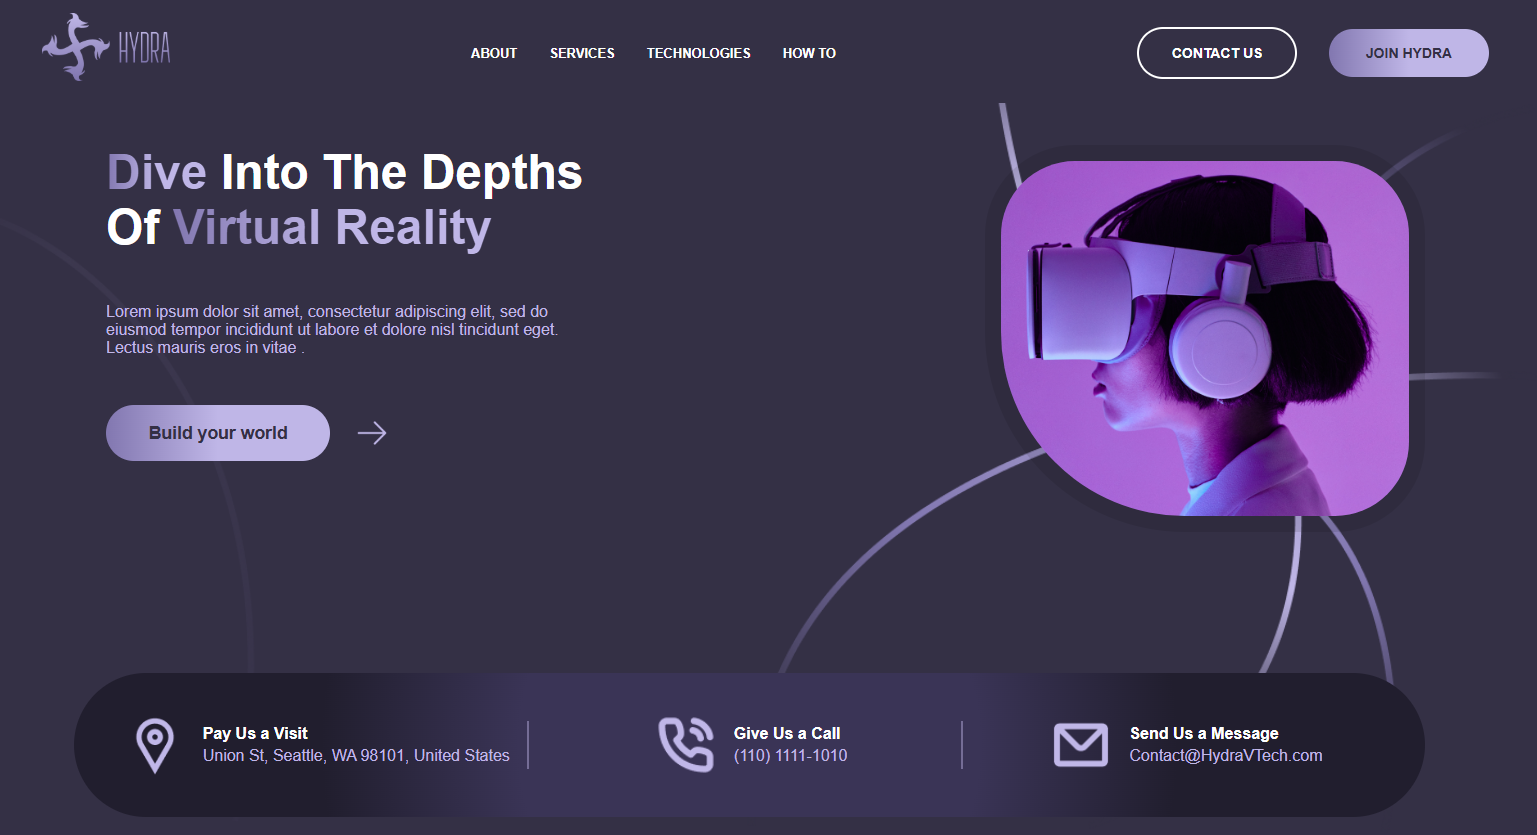 HYDRA
ABOUT
SERVICES
TECHNOLOGIES
HOW TO
CONTACT US
JOIN HYDRA
Dive Into The Depths
Of Virtual Reality
Lorem ipsum dolor sit amet, consectetur adipiscing elit, sed do
eiusmod tempor incididunt ut labore et dolore nisl tincidunt eget.
Lectus mauris eros in vitae .
Build your world
Pay Us a Visit
Union St, Seattle, WA 98101, United States
Give Us a Call
(110) 1111-1010
Send Us a Message
Contact@HydraVTech.com